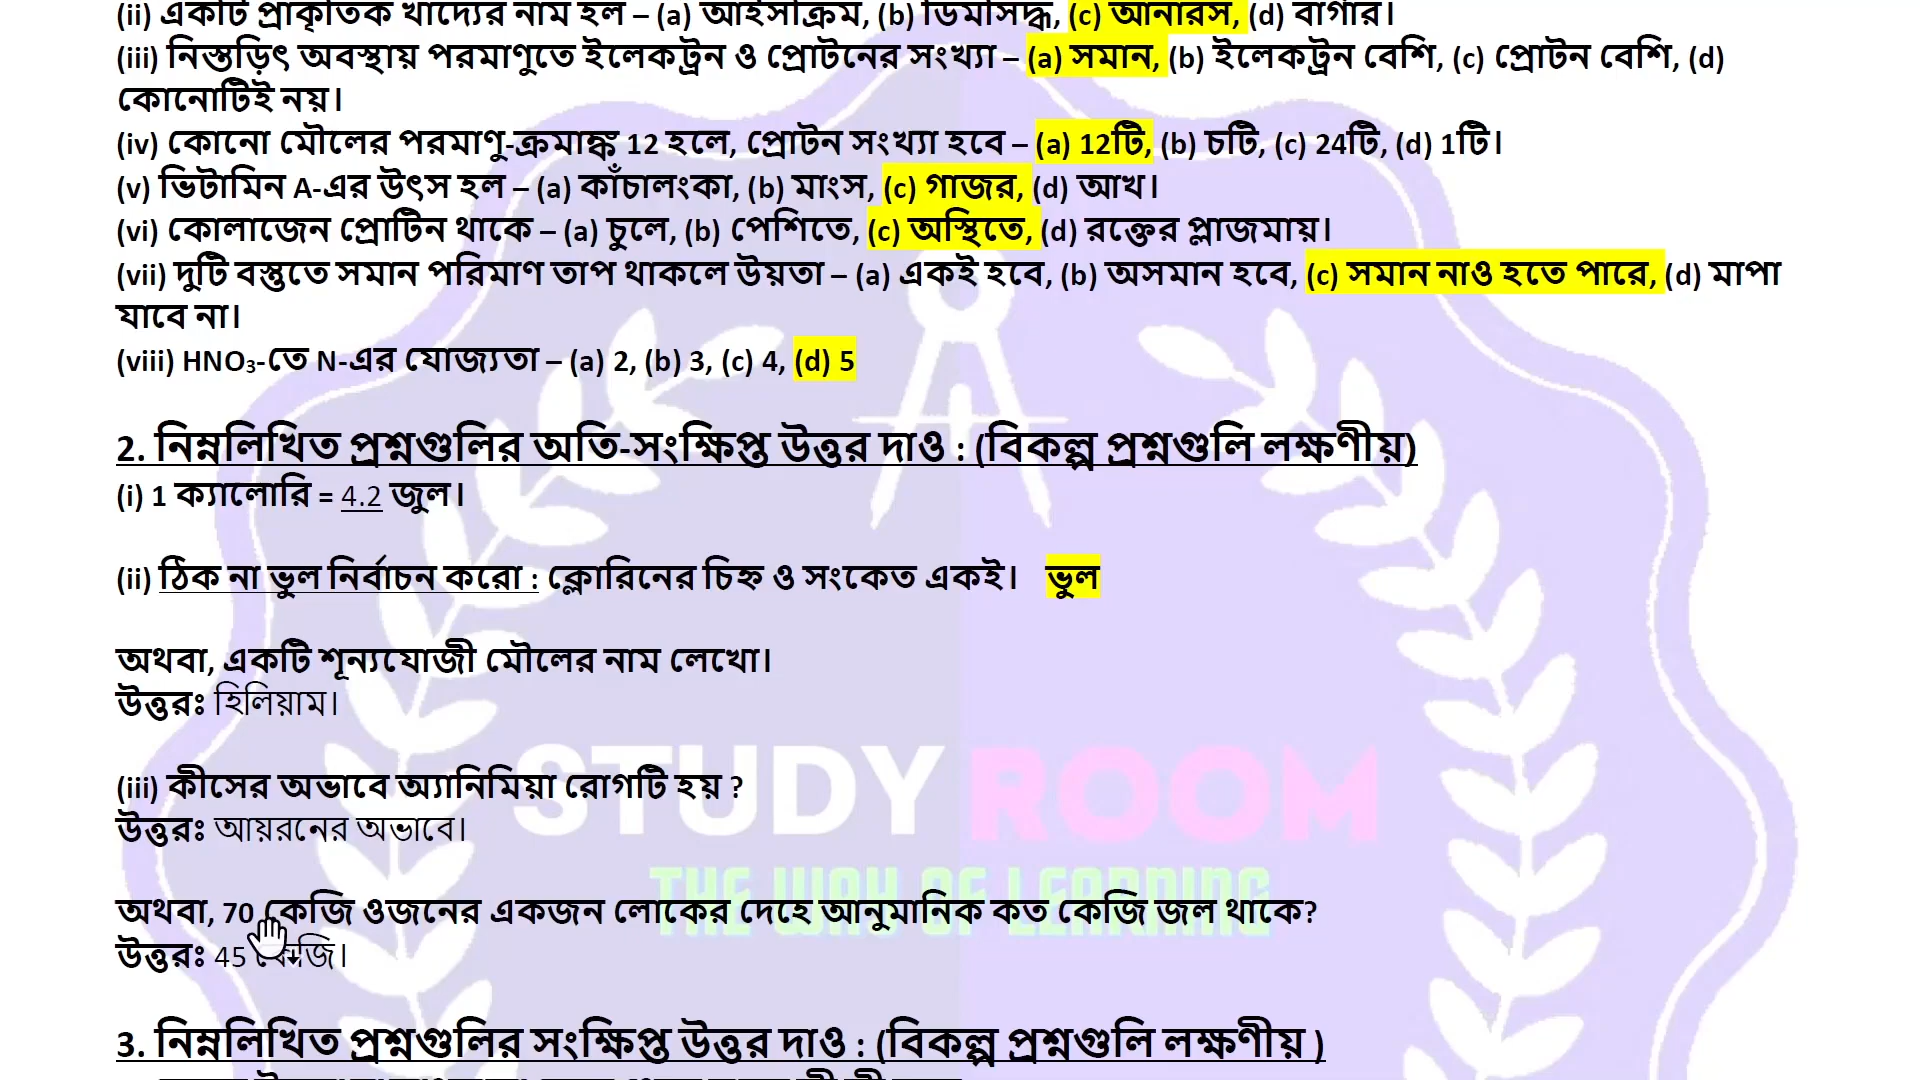 (ii) একটি প্রাকৃতিক খাদ্যের নাম হল – (a) আইসক্রিম, (b) ডিমসিদ্ধ, (c) আনারস, (d) বার্গার।
(iii) নিস্তড়িৎ অবস্থায় পরমাণুতে ইলেকট্রন ও প্রোটনের সংখ্যা – (a) সমান, (b) ইলেকট্রন বেশি, (c) প্রোটন বেশি, (d)
কোনোটিই নয়।
(iv) কোনো মৌলের পরমাণু-ক্রমাঙ্ক 12 হলে, প্রোটন সংখ্যা হবে – (a) 12টি, (b) চটি, (c) 24টি, (d) 1টি।
(v) ভিটামিন A-এর উৎস হল – (a) কাঁচালংকা, (b) মাংস, (c) গাজর, (d) আখ।
(vi) কোলাজেন প্রোটিন থাকে – (a) চুলে, (b) পেশিতে, (c) অস্থিতে, (d) রক্তের প্লাজমায়।
(vii) দুটি বস্তুতে সমান পরিমাণ তাপ থাকলে উয়তা – (a) একই হবে, (b) অসমান হবে, (c) সমান নাও হতে পারে, (d) মাপা
যাবে না।
(viii) HNO₃-তে N-এর যোজ্যতা – (a) 2, (b) 3, (c) 4, (d) 5
2. নিম্নলিখিত প্রশ্নগুলির অতি-সংক্ষিপ্ত উত্তর দাও : (বিকল্প প্রশ্নগুলি লক্ষণীয়)
(i) 1 ক্যালোরি = 4.2 জুল।
(ii) ঠিক না ভুল নির্বাচন করো : ক্লোরিনের চিহ্ন ও সংকেত একই। ভুল
অথবা, একটি শূন্যযোজী মৌলের নাম লেখো।
উত্তরঃ হিলিয়াম।
STUDY ROOM
(iii) কীসের অভাবে অ্যানিমিয়া রোগটি হয় ?
উত্তরঃ আয়রনের অভাবে।
THE WAY OF LEARNING
অথবা, 70 কেজি ওজনের একজন লোকের দেহে আনুমানিক কত কেজি জল থাকে?
উত্তরঃ 45 কেজি।
3. নিম্নলিখিত প্রশ্নগুলির সংক্ষিপ্ত উত্তর দাও : (বিকল্প প্রশ্নগুলি লক্ষণীয় )